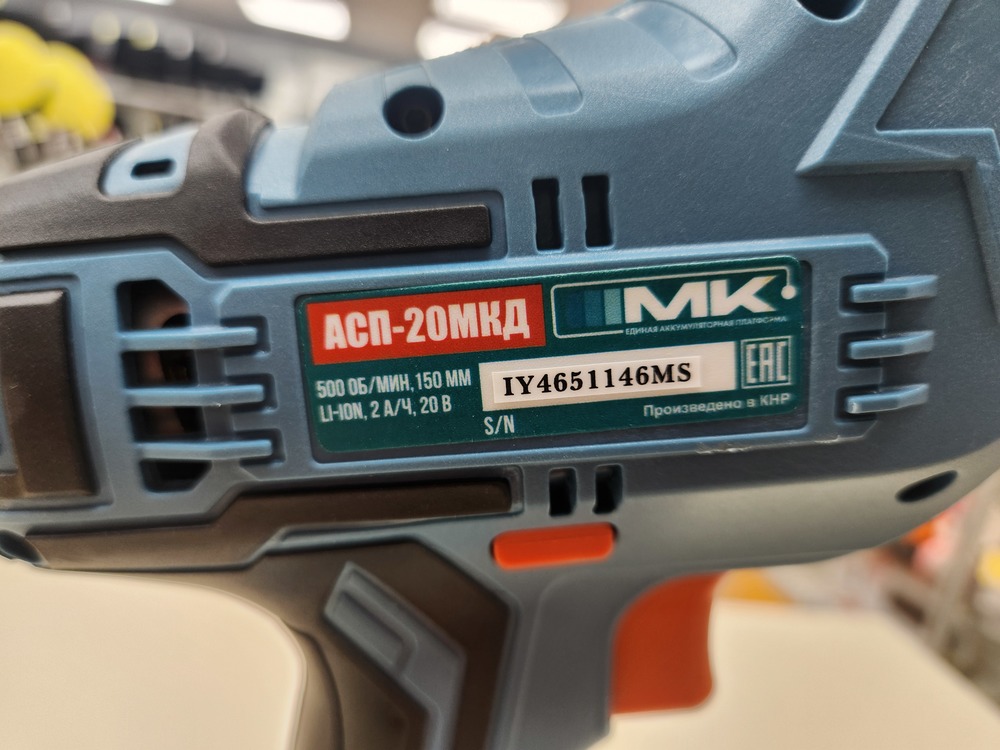 АСП-20МКД
МК
ЕДИНАЯ АККУМУЛЯТОРНАЯ ПЛАТФОРМА
500 ОБ/МИН, 150 ММ
LI-ION, 2 А/Ч, 20 В
IY4651146MS
S/N
EAC
Произведено в КНР